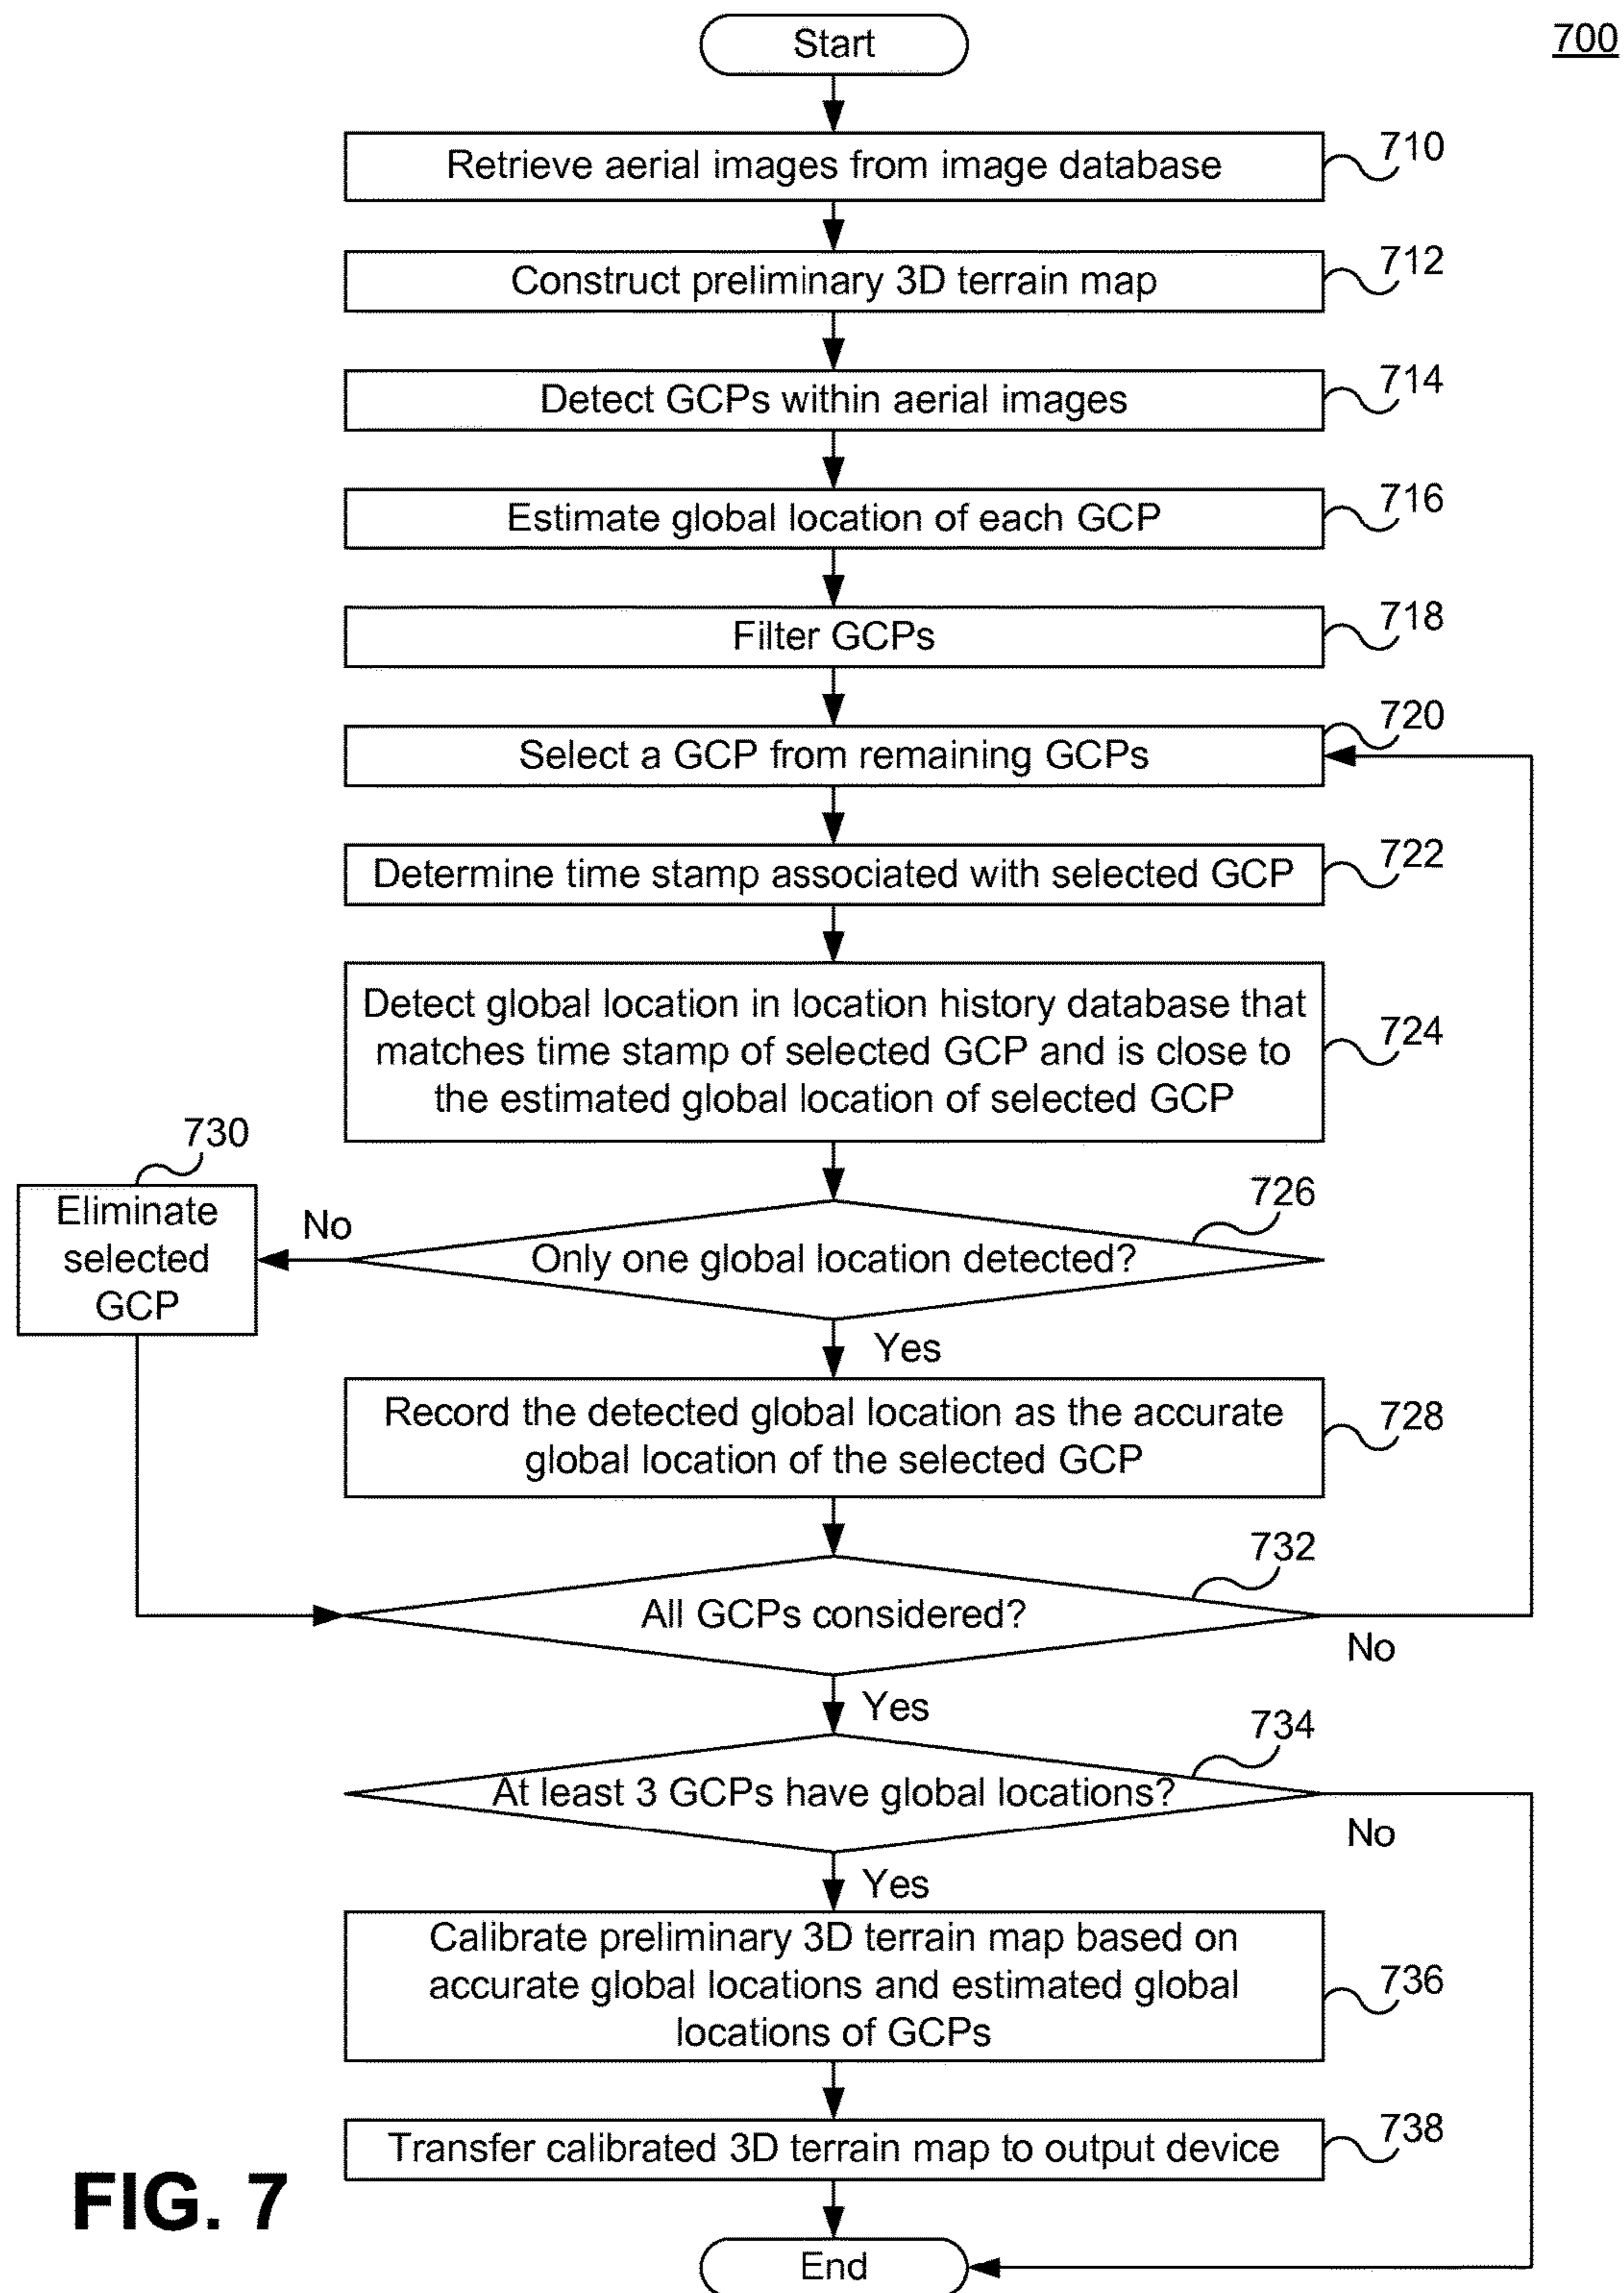 Start
700
Retrieve aerial images from image database
710
Construct preliminary 3D terrain map
712
Detect GCPs within aerial images
714
Estimate global location of each GCP
716
Filter GCPs
718
Select a GCP from remaining GCPs
720
Determine time stamp associated with selected GCP
722
Detect global location in location history database that
matches time stamp of selected GCP and is close to
the estimated global location of selected GCP
724
730
Eliminate
selected
GCP
No
Only one global location detected?
726
Yes
Record the detected global location as the accurate
global location of the selected GCP
728
All GCPs considered?
732
No
Yes
At least 3 GCPs have global locations?
734
No
Yes
Calibrate preliminary 3D terrain map based on
accurate global locations and estimated global
locations of GCPs
736
Transfer calibrated 3D terrain map to output device
738
FIG. 7
End